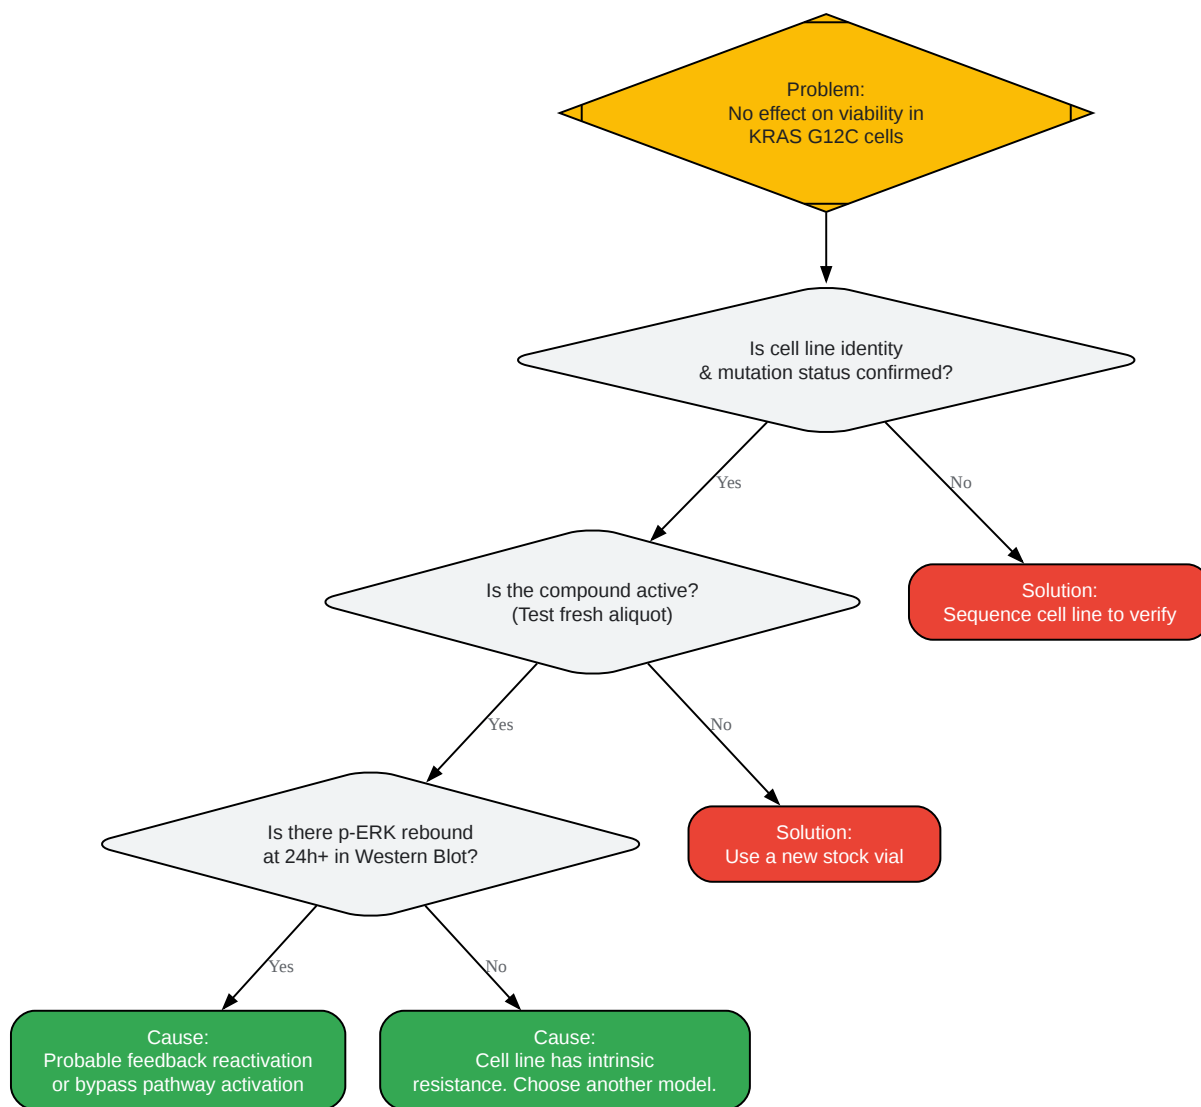 Problem:
No effect on viability in
KRAS G12C cells
Is cell line identity
& mutation status confirmed?
Yes
No
Is the compound active?
(Test fresh aliquot)
Solution:
Sequence cell line to verify
Yes
No
Is there p-ERK rebound
at 24h+ in Western Blot?
Solution:
Use a new stock vial
Yes
No
Cause:
Probable feedback reactivation
or bypass pathway activation
Cause:
Cell line has intrinsic
resistance. Choose another model.